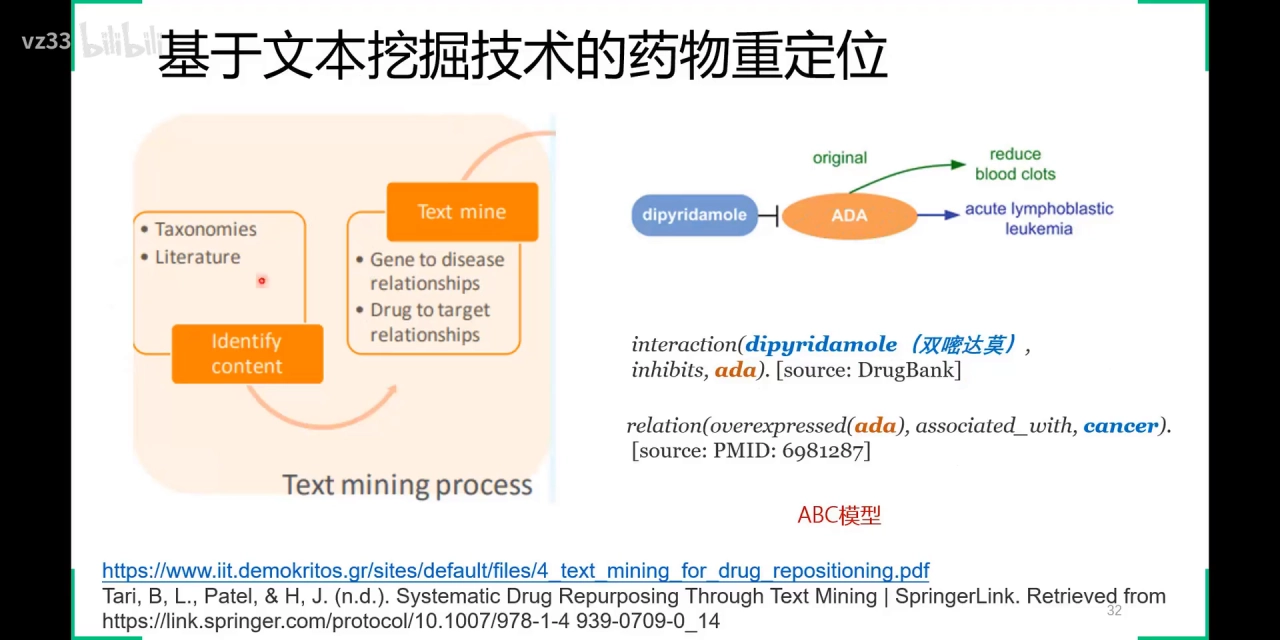 vz33 bilibili
基于文本挖掘技术的药物重定位
• Taxonomies
• Literature
Identify
content
Text mine
• Gene to disease
relationships
• Drug to target
relationships
Text mining process
original
reduce
blood clots
dipyridamole
ADA
acute lymphoblastic
leukemia
interaction(dipyridamole（双嘧达莫）,
inhibits, ada). [source: DrugBank]
relation(overexpressed(ada), associated_with, cancer).
[source: PMID: 6981287]
ABC模型
https://www.iit.demokritos.gr/sites/default/files/4_text_mining_for_drug_repositioning.pdf
Tari, B, L., Patel, & H, J. (n.d.). Systematic Drug Repurposing Through Text Mining | SpringerLink. Retrieved from
https://link.springer.com/protocol/10.1007/978-1-4 939-0709-0_14
32